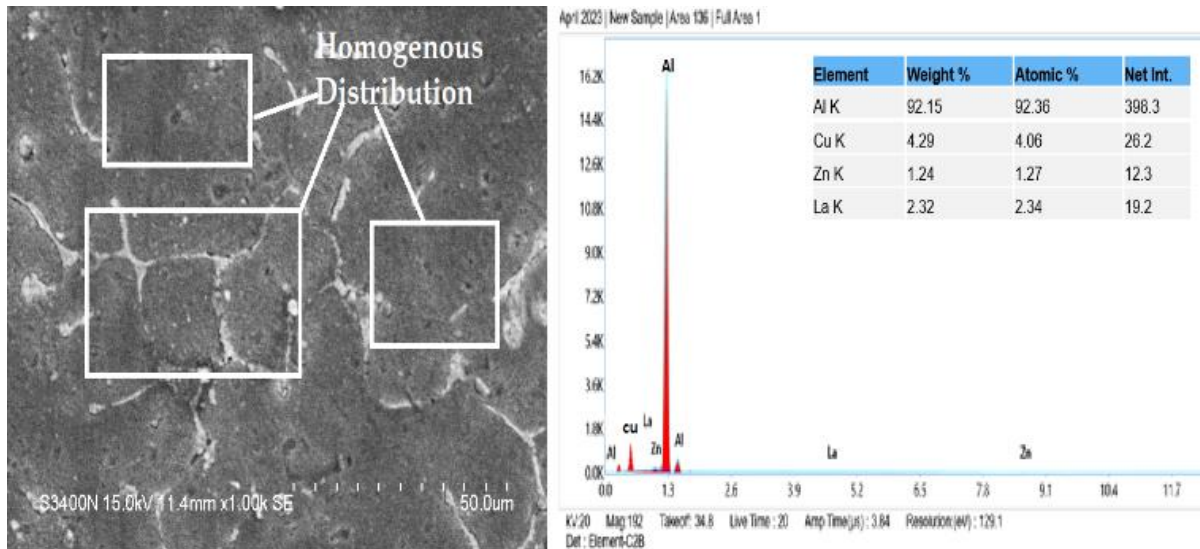 Homogenous
Distribution
S3400N 15.0kV 11.4mm x1.00k SE
50.0um
April 2023 | New Sample | Area 136 | Full Area 1
16.2K
14.4K
12.6K
10.8K
9.0K
7.2K
5.4K
3.6K
1.8K
0.0K
Al
Element Weight % Atomic % Net Int.
Al K 92.15 92.36 398.3
Cu K 4.29 4.06 26.2
Zn K 1.24 1.27 12.3
La K 2.32 2.34 19.2
Al
cu
La
Zn
Al
La
Zn
0.0 1.3 2.6 3.9 5.2 6.5 7.8 9.1 10.4 11.7
kV:20 Mag:192 Takeoff: 34.8 Live Time : 20 Amp Time(μs) : 3.84 Resolution:(eV) : 129.1
Det : Element-C2B